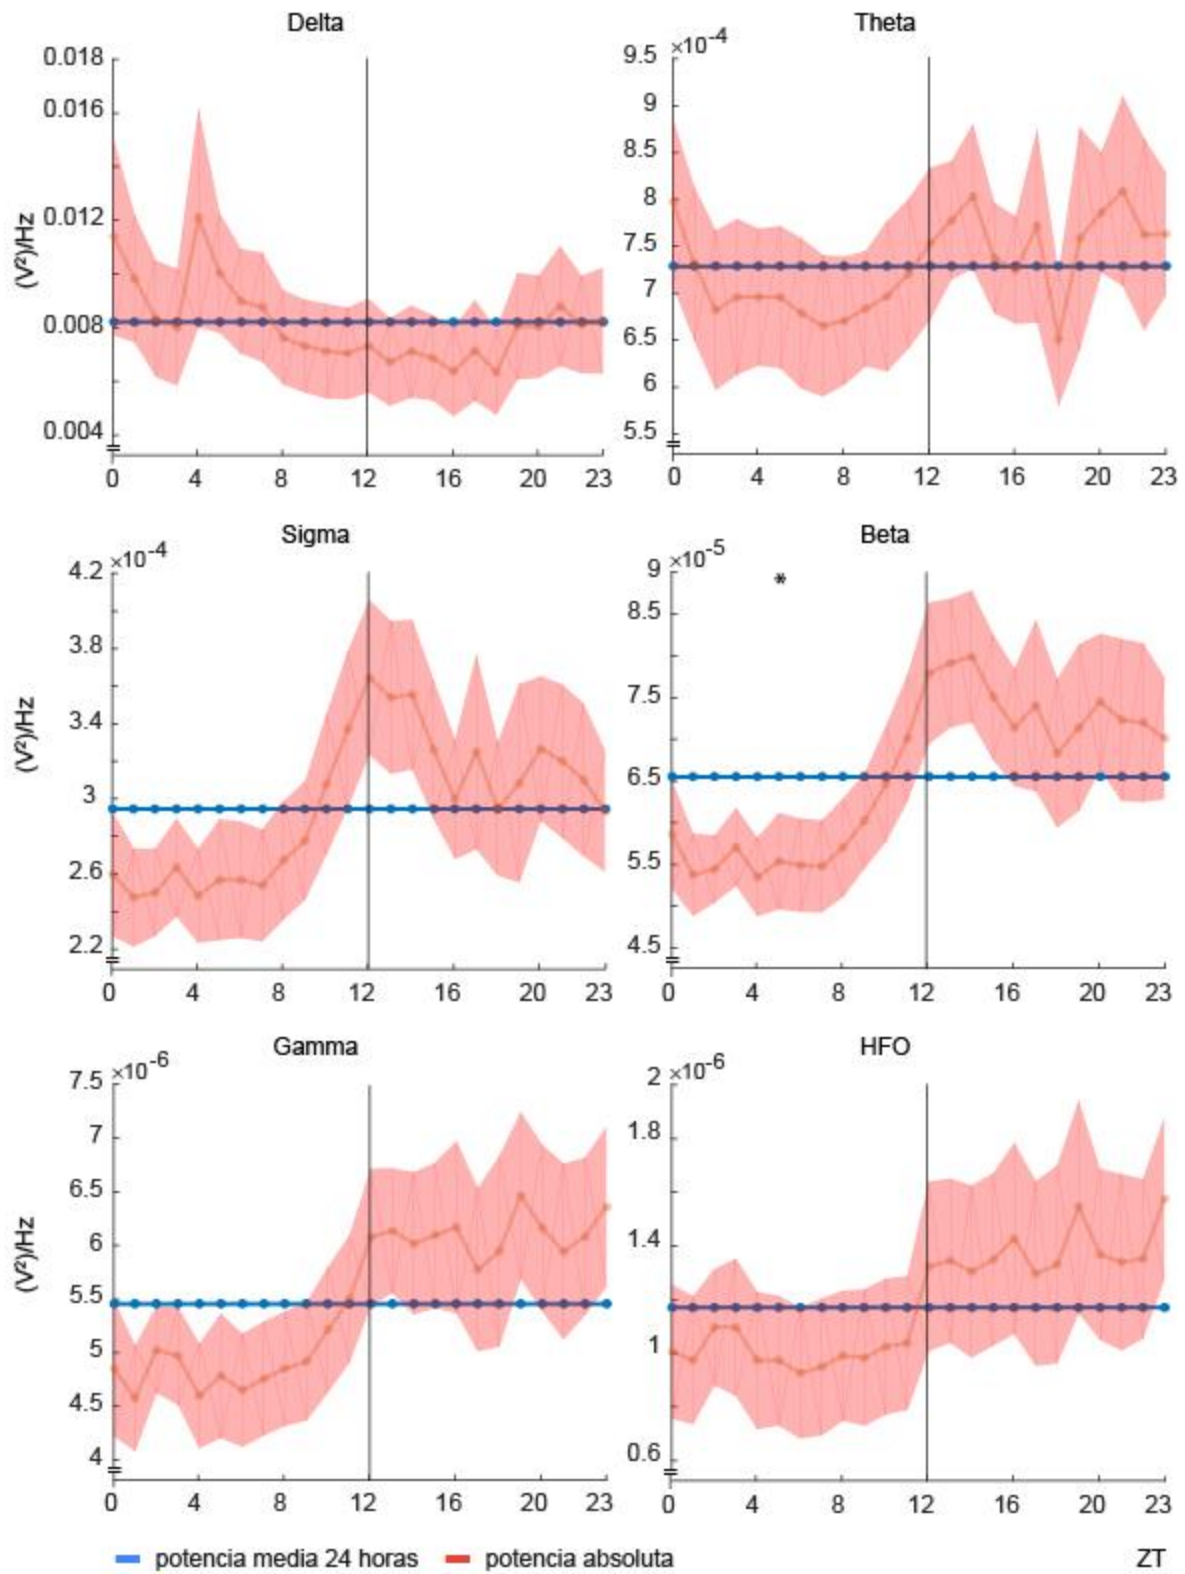 Delta
0.018
0.016
0.012
0.008
0.004
(V²)/Hz
0 4 8 12 16 20 23
Theta
×10⁻⁴
9.5
9
8.5
8
7.5
7
6.5
6
5.5
0 4 8 12 16 20 23
Sigma
×10⁻⁴
4.2
3.8
3.4
3
2.6
2.2
(V²)/Hz
0 4 8 12 16 20 23
Beta
×10⁻⁵
9
8.5
7.5
6.5
5.5
4.5
*
0 4 8 12 16 20 23
Gamma
×10⁻⁶
7.5
7
6.5
6
5.5
5
4.5
4
(V²)/Hz
0 4 8 12 16 20 23
HFO
×10⁻⁶
2
1.8
1.4
1
0.6
0 4 8 12 16 20 23
potencia media 24 horas potencia absoluta ZT